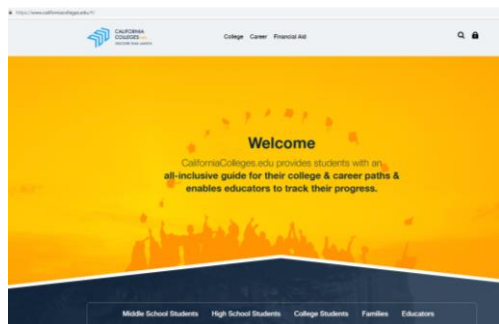 https://www.californiacolleges.edu/#/
CALIFORNIA
COLLEGES.edu
College Career Financial Aid
Welcome
CaliforniaColleges.edu provides students with an
all-inclusive guide for their college & career paths &
enables educators to track their progress.
Middle School Students High School Students College Students Families Educators